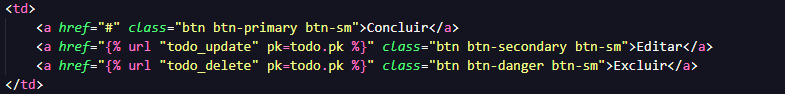 <td>
    <a href="#" class="btn btn-primary btn-sm">Concluir</a>
    <a href="{% url "todo_update" pk=todo.pk %}" class="btn btn-secondary btn-sm">Editar</a>
    <a href="{% url "todo_delete" pk=todo.pk %}" class="btn btn-danger btn-sm">Excluir</a>
</td>